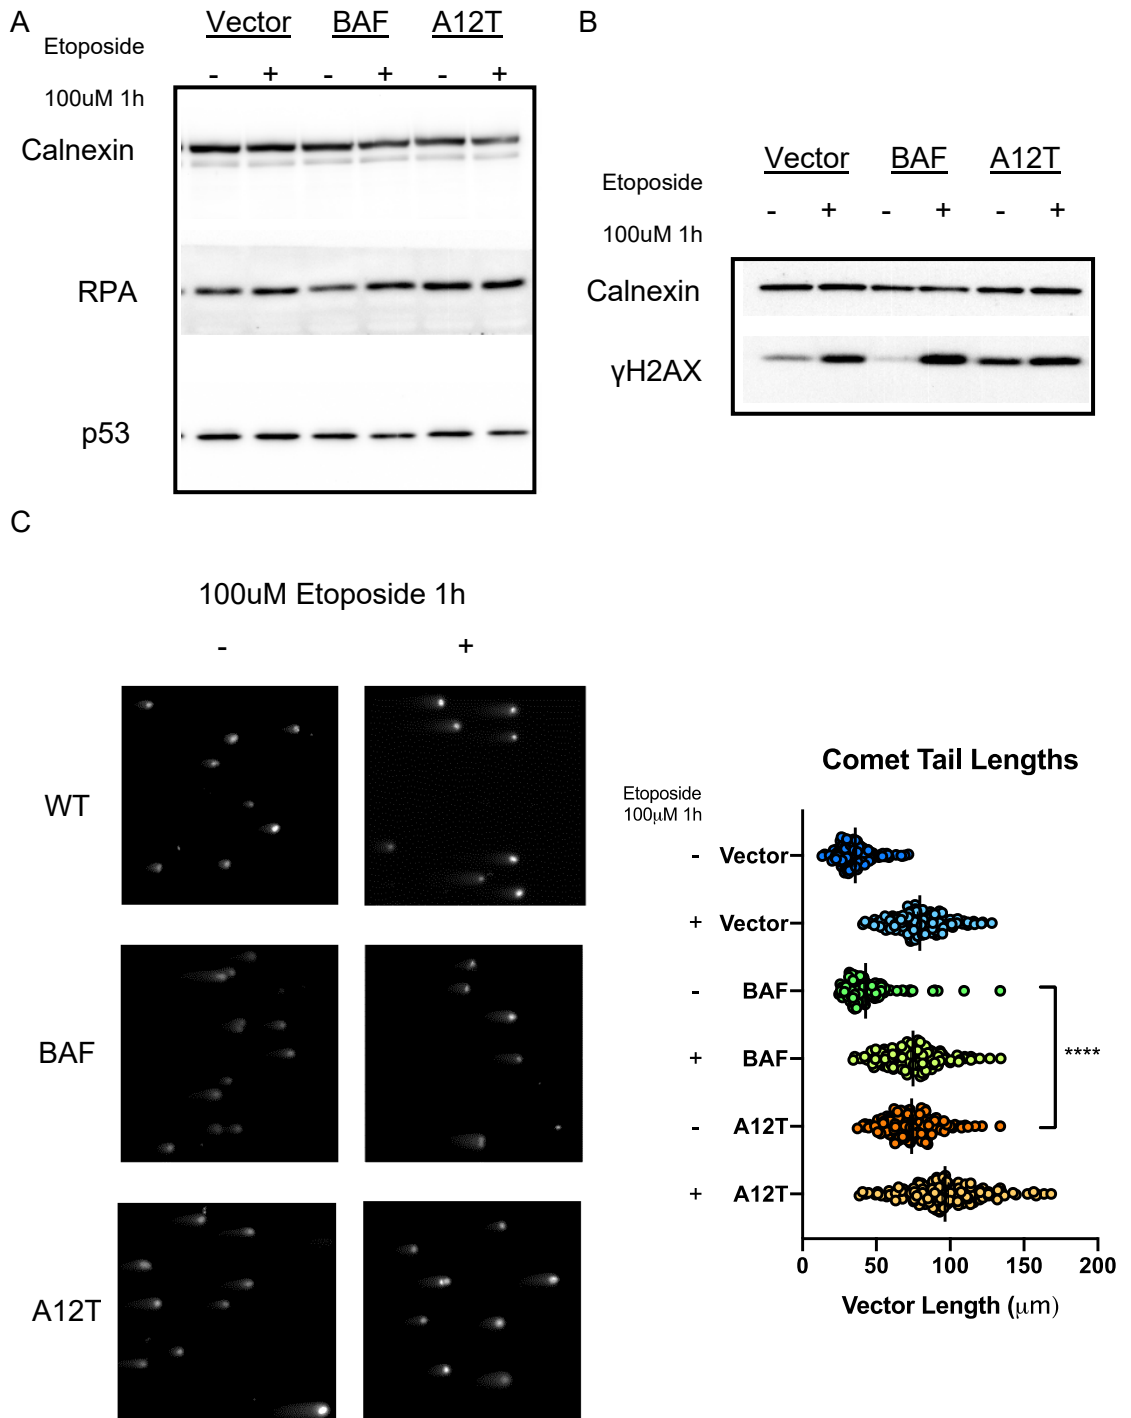 A
Vector BAF A12T
Etoposide
- + - + - +
100uM 1h
Calnexin
RPA
p53
B
Vector BAF A12T
Etoposide
- + - + - +
100uM 1h
Calnexin
γH2AX
C
100uM Etoposide 1h
- +
WT
BAF
A12T
Comet Tail Lengths
Etoposide
100μM 1h
- Vector
+ Vector
- BAF
+ BAF
****
- A12T
+ A12T
0 50 100 150 200
Vector Length (μm)